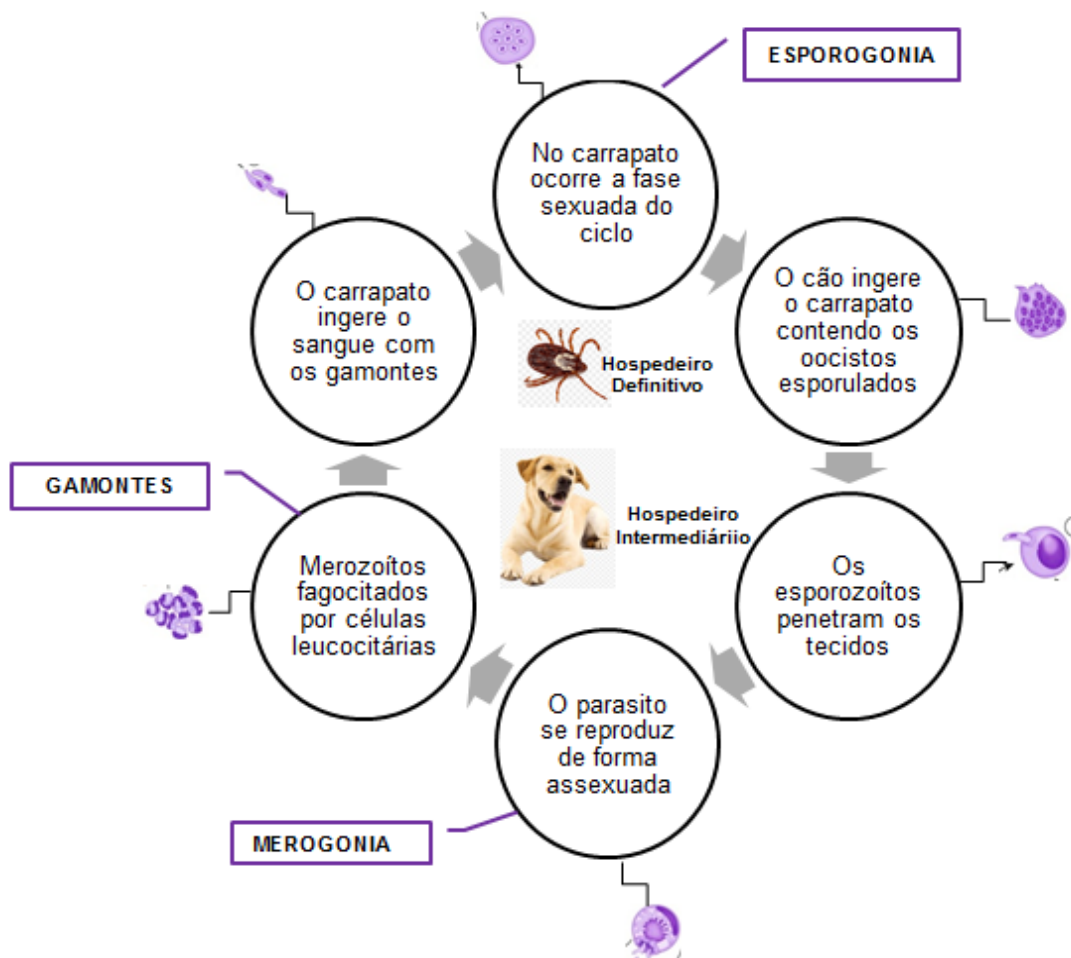 ESPOROGONIA
No carrapato
ocorre a fase
sexuada do
ciclo
O cão ingere
o carrapato
contendo os
oocistos
esporulados
Os
esporozoítos
penetram os
tecidos
O parasito
se reproduz
de forma
assexuada
MEROGONIA
Merozoítos
fagocitados
por células
leucocitárias
GAMONTES
O carrapato
ingere o
sangue com
os gamontes
Hospedeiro
Definitivo
Hospedeiro
Intermediáriio